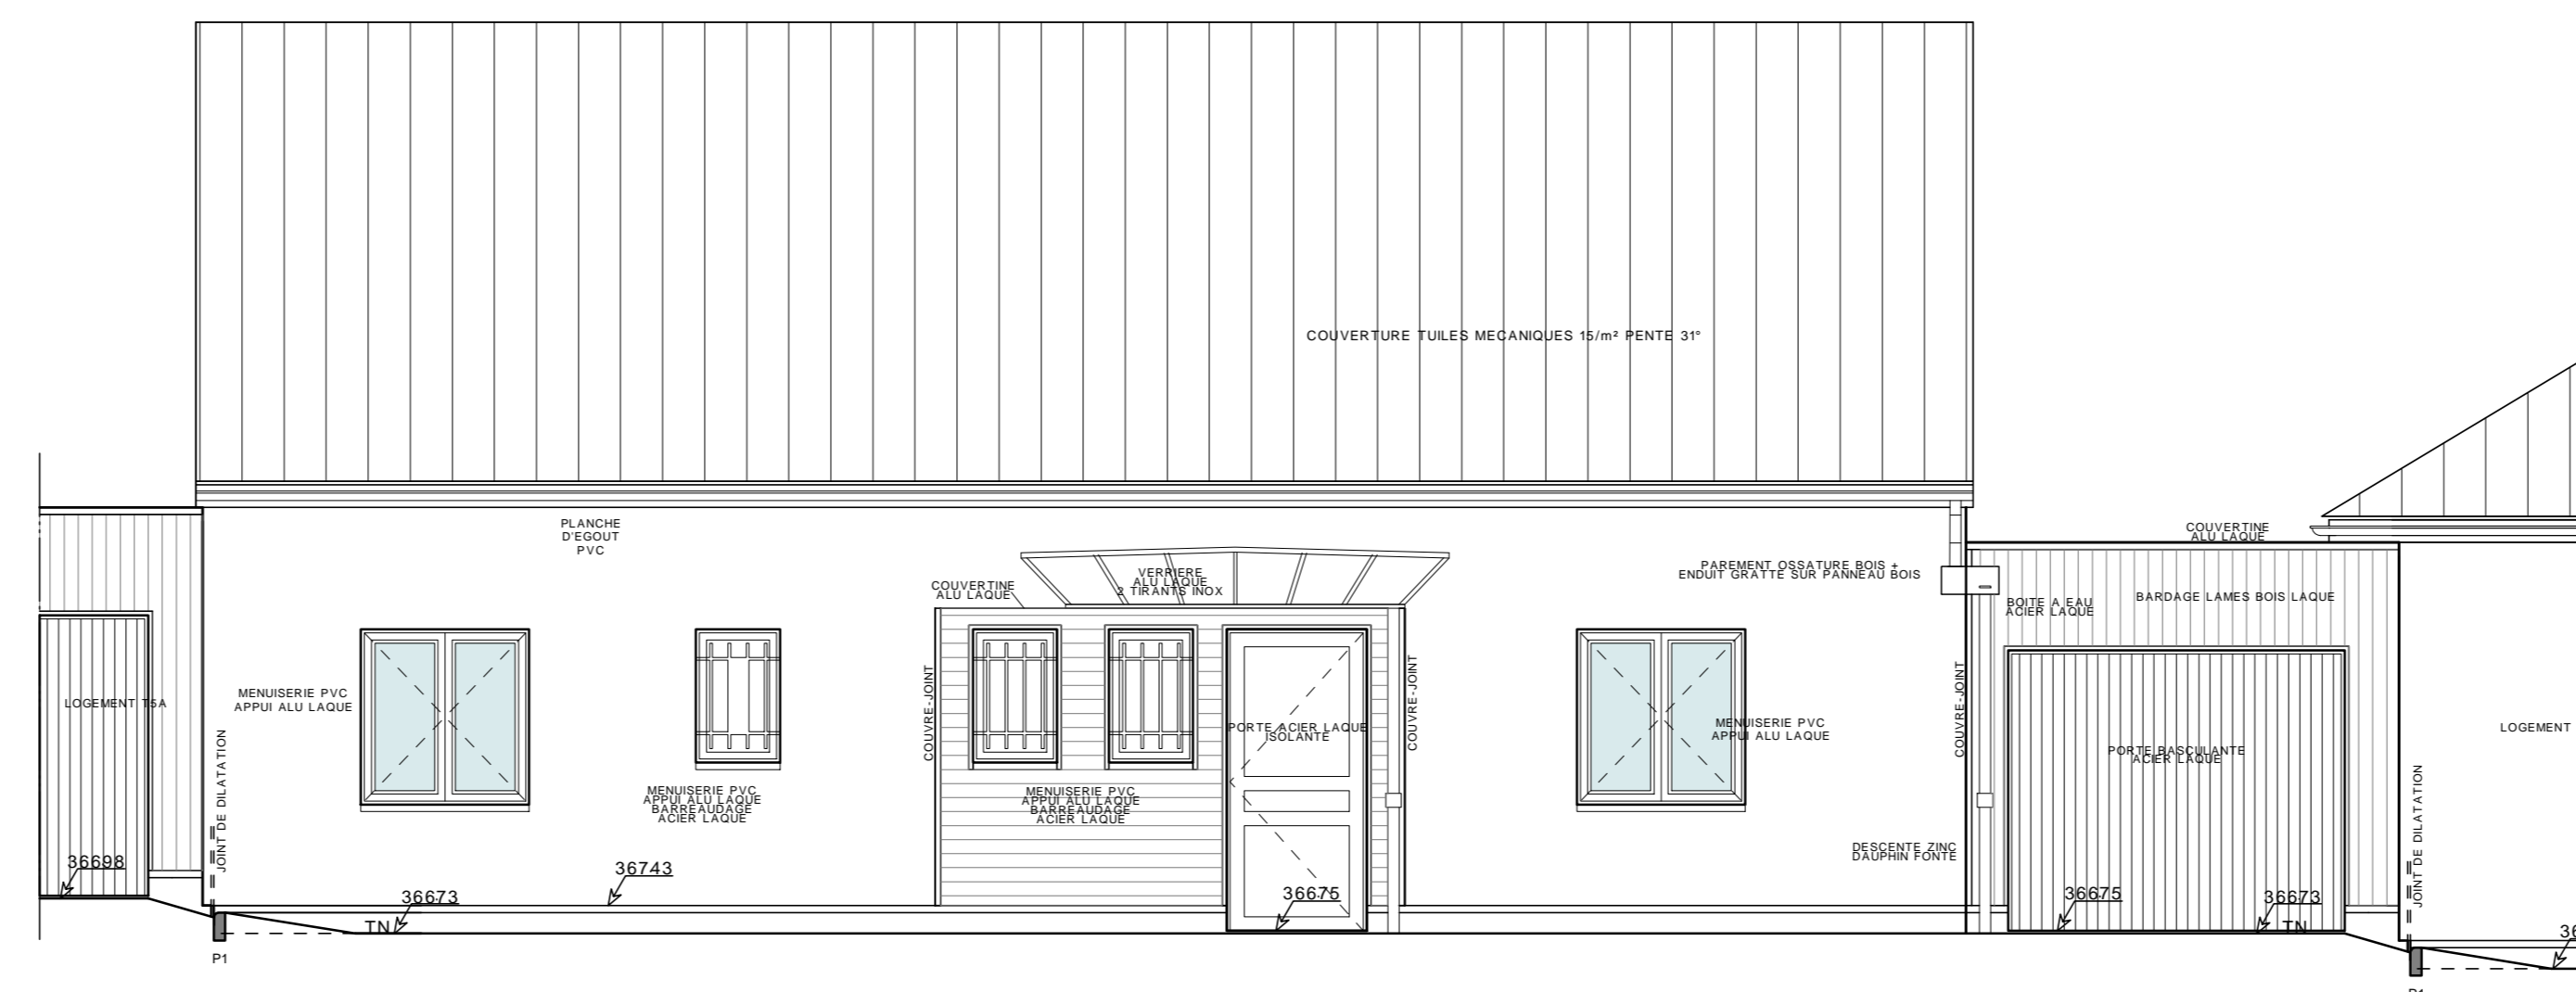 COUVERTURE TUILES MECANIQUES 15/m² PENTE 31°
PLANCHE
D'EGOUT
PVC
COUVERTINE
ALU LAQUE
VERRIERE
ALU LAQUE
2 TIRANTS INOX
PAREMENT OSSATURE BOIS +
ENDUIT GRATTE SUR PANNEAU BOIS
COUVERTINE
ALU LAQUE
BOITE A EAU
ACIER LAQUE
BARDAGE LAMES BOIS LAQUE
LOGEMENT T5A
MENUISERIE PVC
APPUI ALU LAQUE
JOINT DE DILATATION
MENUISERIE PVC
APPUI ALU LAQUE
BARREAUDAGE
ACIER LAQUE
COUVRE-JOINT
MENUISERIE PVC
APPUI ALU LAQUE
BARREAUDAGE
ACIER LAQUE
PORTE ACIER LAQUE
ISOLANTE
COUVRE-JOINT
MENUISERIE PVC
APPUI ALU LAQUE
COUVRE-JOINT
DESCENTE ZINC
DAUPHIN FONTE
PORTE BASCULANTE
ACIER LAQUE
JOINT DE DILATATION
LOGEMENT
36698
36673
TN
36743
36675
36675
36673
TN
P1